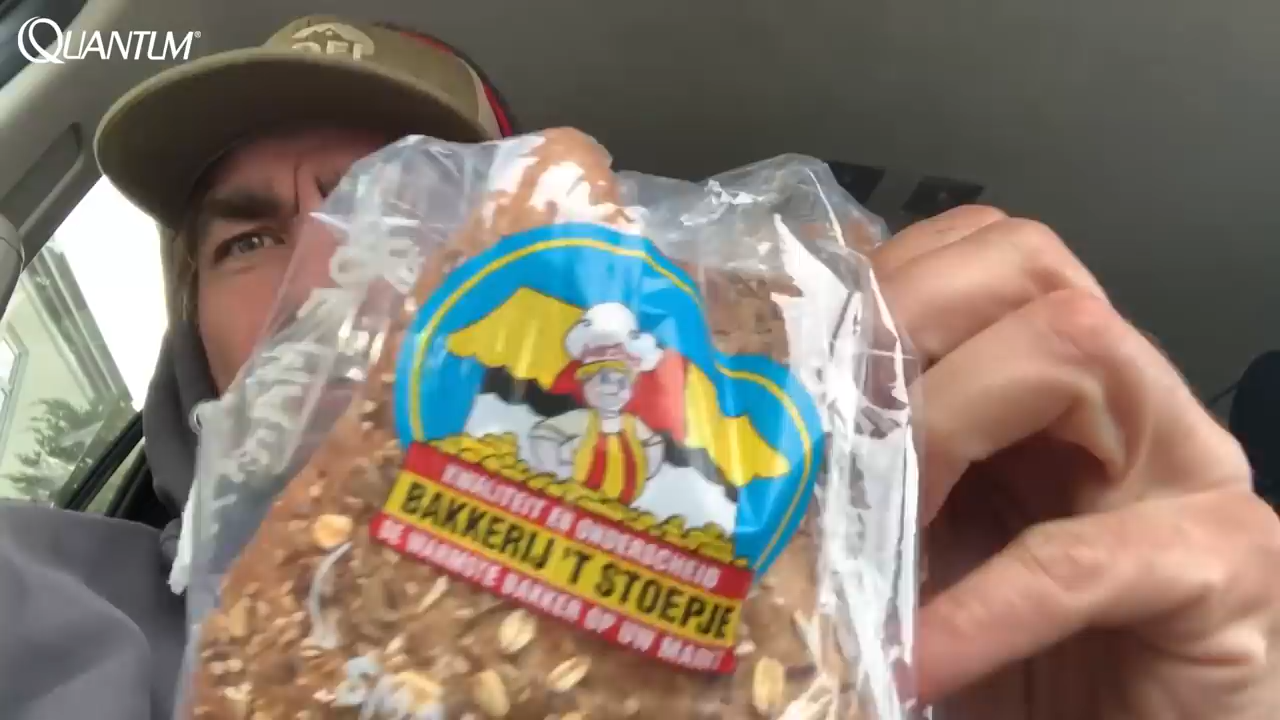 QUANTUM®
KWALITEIT EN ONDERSCHEID
BAKKERIJ 'T STOEPJE
DE WARMSTE BAKKER OP UW MARKT